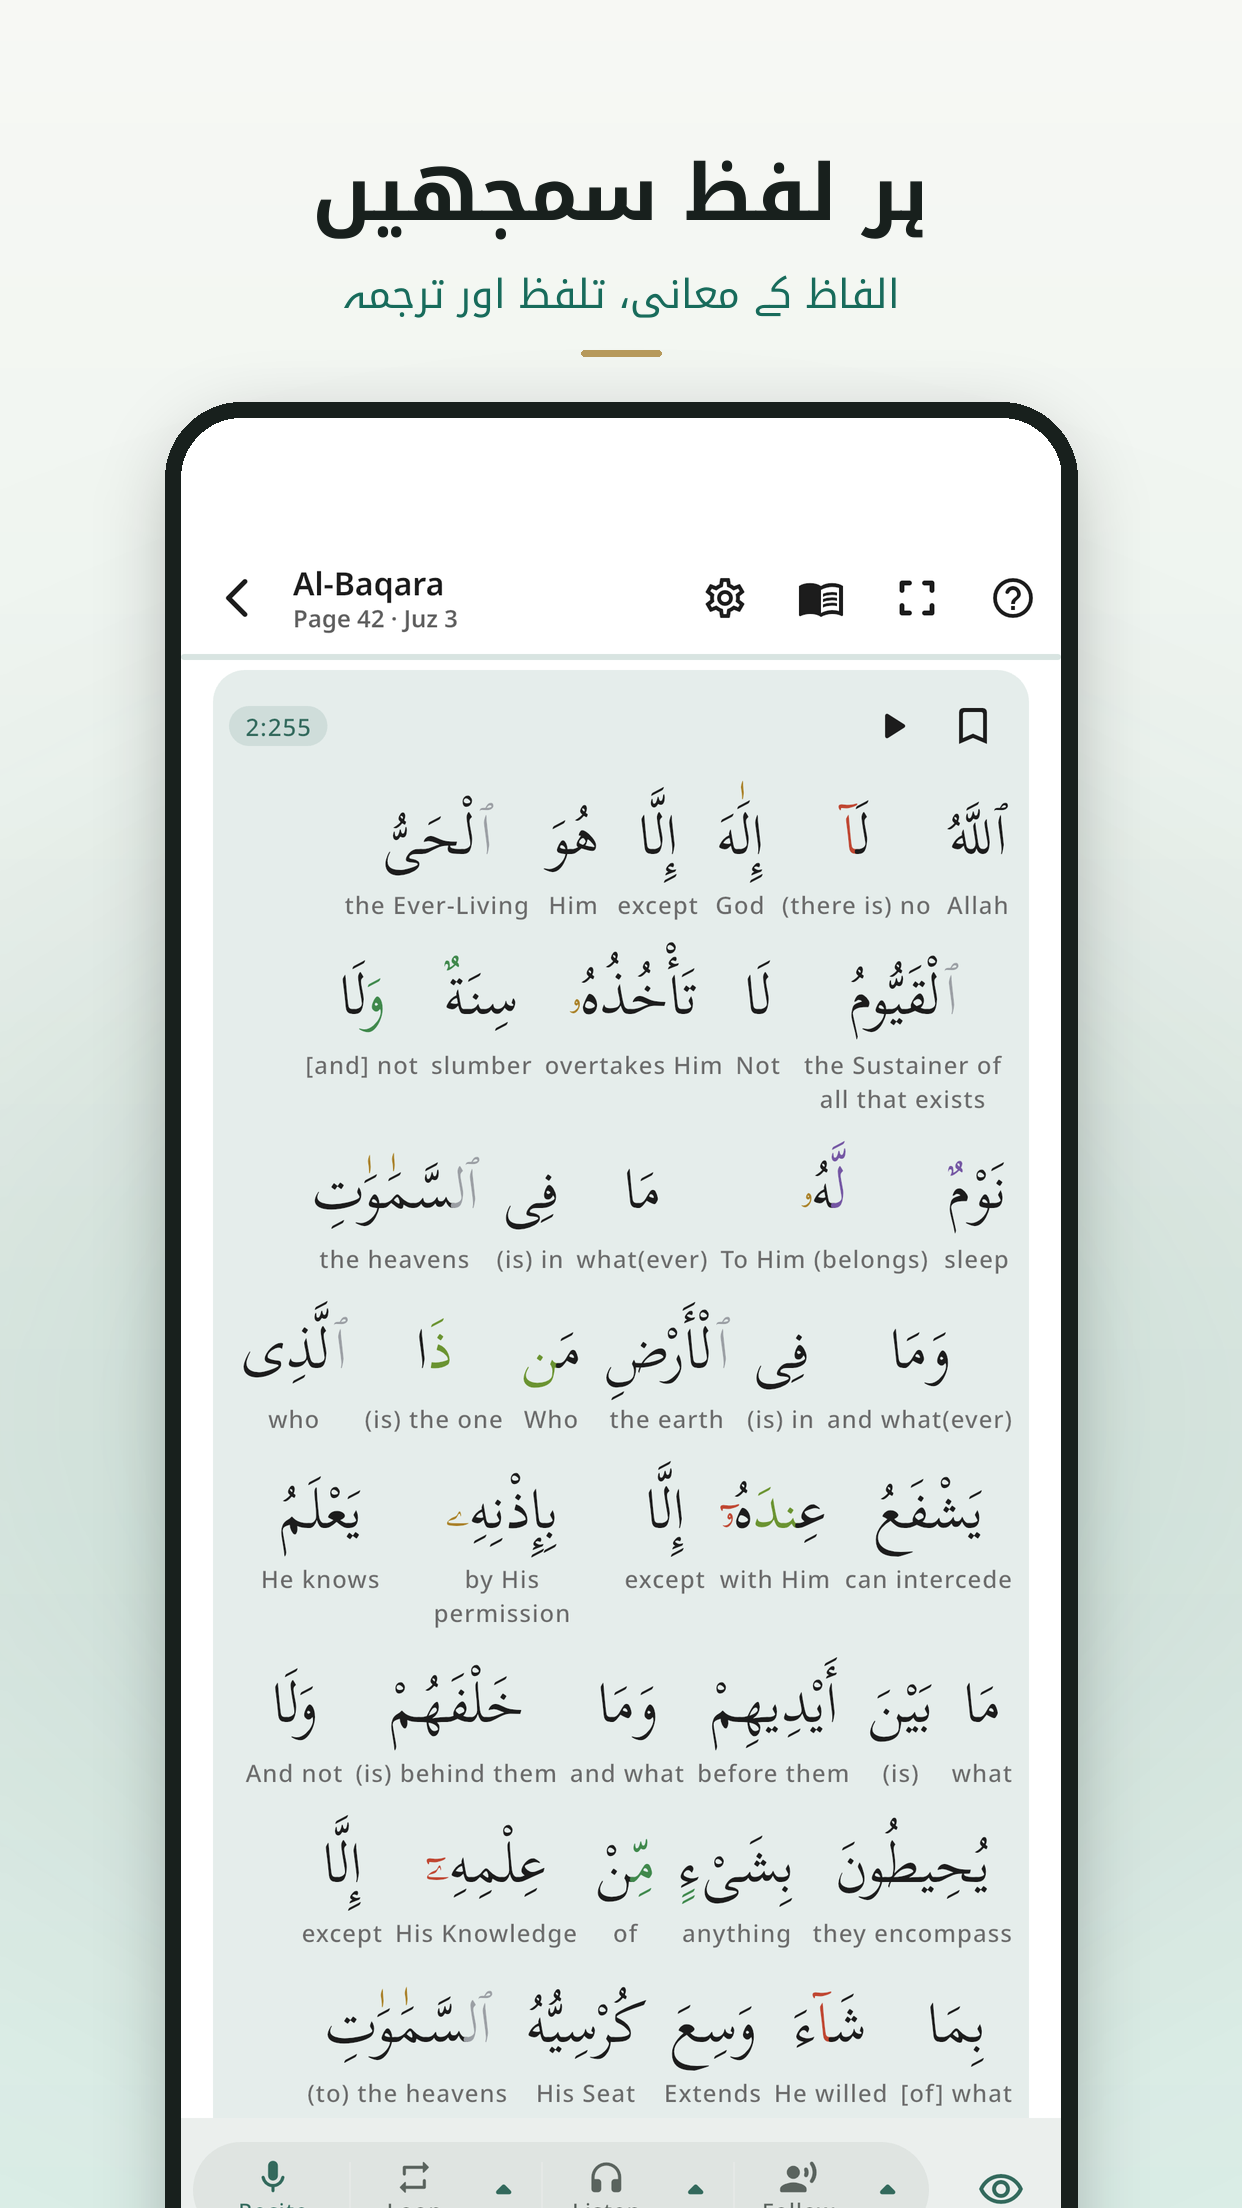 ہر لفظ سمجھیں
الفاظ کے معانی، تلفظ اور ترجمہ
Al-Baqara
Page 42 · Juz 3
2:255
ٱللَّهُ لَآ إِلَٰهَ إِلَّا هُوَ ٱلْحَىُّ
the Ever-Living Him except God (there is) no Allah
ٱلْقَيُّومُ لَا تَأْخُذُهُۥ سِنَةٌ وَلَا
[and] not slumber overtakes Him Not the Sustainer of
all that exists
نَوْمٌ لَّهُۥ مَا فِى ٱلسَّمَٰوَٰتِ
the heavens (is) in what(ever) To Him (belongs) sleep
وَمَا فِى ٱلْأَرْضِ مَن ذَا ٱلَّذِى
who (is) the one Who the earth (is) in and what(ever)
يَشْفَعُ عِندَهُۥٓ إِلَّا بِإِذْنِهِۦ يَعْلَمُ
He knows by His except with Him can intercede
permission
مَا بَيْنَ أَيْدِيهِمْ وَمَا خَلْفَهُمْ وَلَا
And not (is) behind them and what before them (is) what
يُحِيطُونَ بِشَىْءٍ مِّنْ عِلْمِهِۦٓ إِلَّا
except His Knowledge of anything they encompass
بِمَا شَآءَ وَسِعَ كُرْسِيُّهُ ٱلسَّمَٰوَٰتِ
(to) the heavens His Seat Extends He willed [of] what